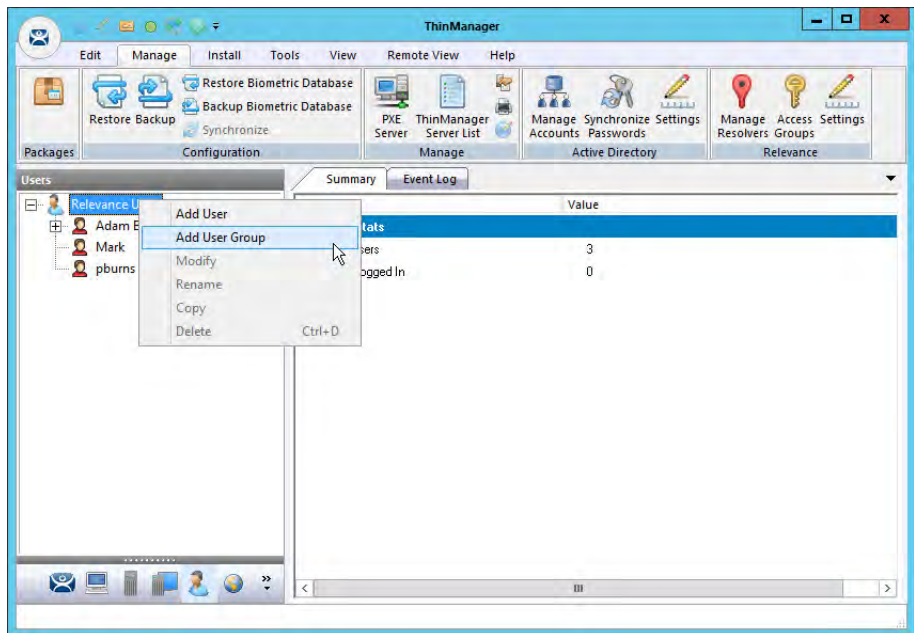 ThinManager
Edit Manage Install Tools View Remote View Help
Restore Biometric Database
Backup Biometric Database
Synchronize
Restore Backup
PXE Server
ThinManager Server List
Manage Accounts
Synchronize Passwords
Settings
Manage Resolvers
Access Groups
Settings
Packages Configuration Manage Active Directory Relevance
Users
Summary Event Log
Relevance U
Adam E
Mark
pburns
Add User
Add User Group
Modify
Rename
Copy
Delete Ctrl+D
Value
tats
sers 3
ogged In 0